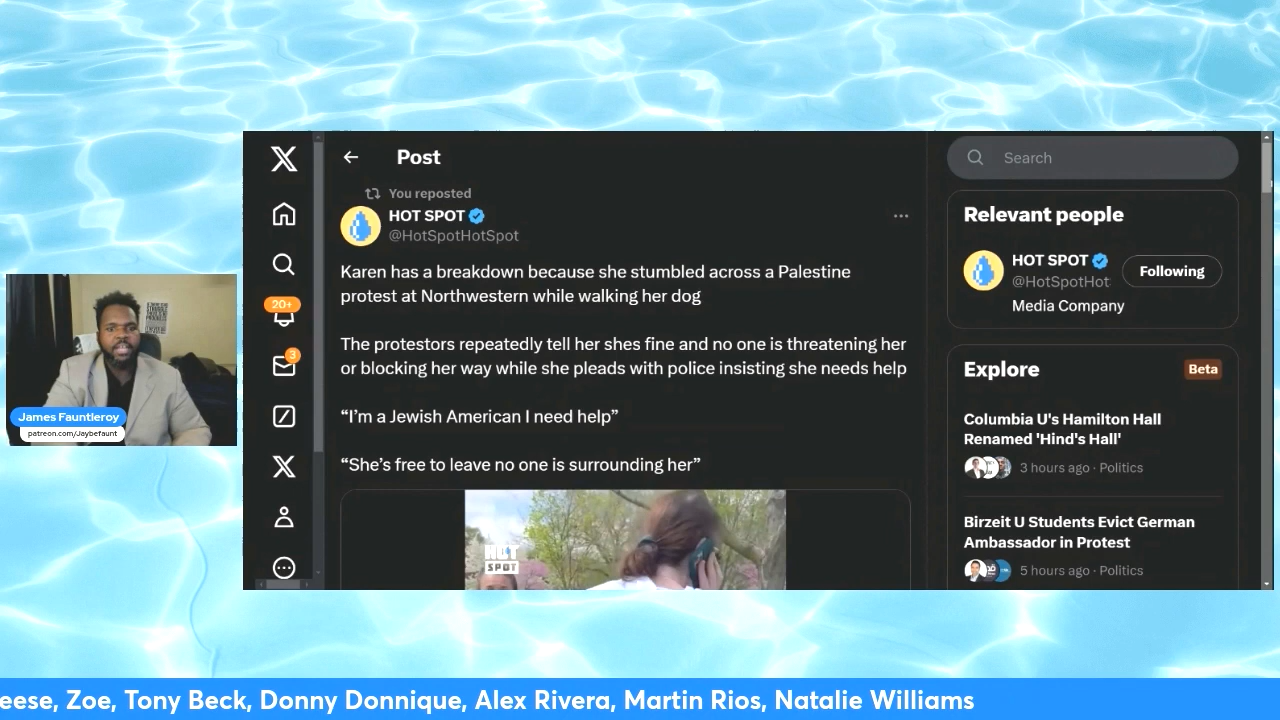 Post
Search
You reposted
HOT SPOT
@HotSpotHotSpot
Karen has a breakdown because she stumbled across a Palestine
protest at Northwestern while walking her dog
The protestors repeatedly tell her shes fine and no one is threatening her
or blocking her way while she pleads with police insisting she needs help
“I’m a Jewish American I need help”
“She’s free to leave no one is surrounding her”
HOT
SPOT
20+
3
Relevant people
HOT SPOT
@HotSpotHot
Following
Media Company
Explore
Beta
Columbia U's Hamilton Hall
Renamed 'Hind's Hall'
3 hours ago · Politics
Birzeit U Students Evict German
Ambassador in Protest
5 hours ago · Politics
James Fauntleroy
patreon.com/Jaybefaunt
eese, Zoe, Tony Beck, Donny Donnique, Alex Rivera, Martin Rios, Natalie Williams